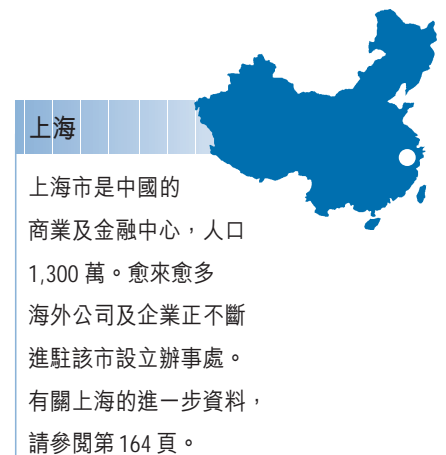 上海
上海市是中國的
商業及金融中心，人口
1,300 萬。愈來愈多
海外公司及企業正不斷
進駐該市設立辦事處。
有關上海的進一步資料，
請參閱第 164 頁。